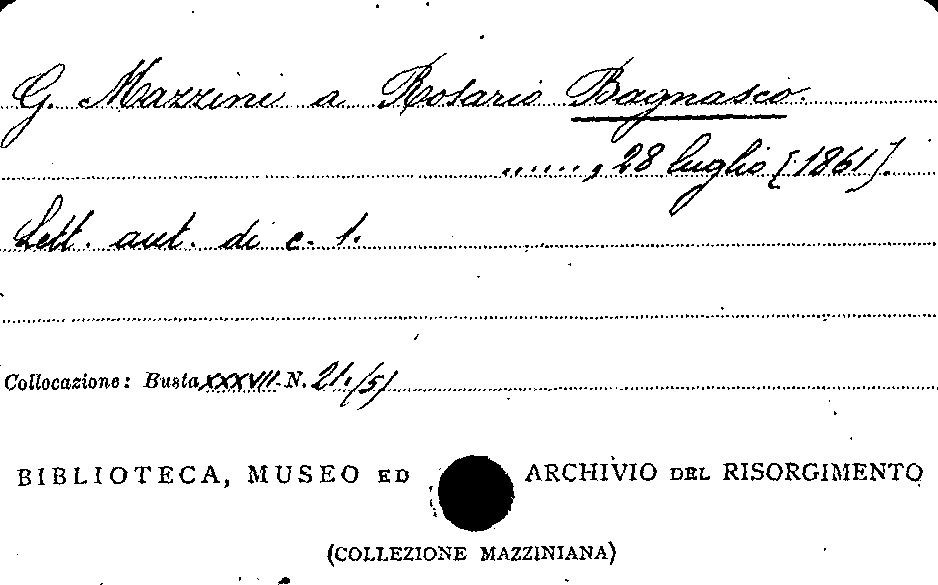 G. Mazzini a Rosario Bagnasco.
......, 28 luglio [1861].
Lett. aut. di c. 1.
Collocazione: Busta XXXVII N. 21./5/
BIBLIOTECA, MUSEO ED ARCHIVIO DEL RISORGIMENTO
(COLLEZIONE MAZZINIANA)